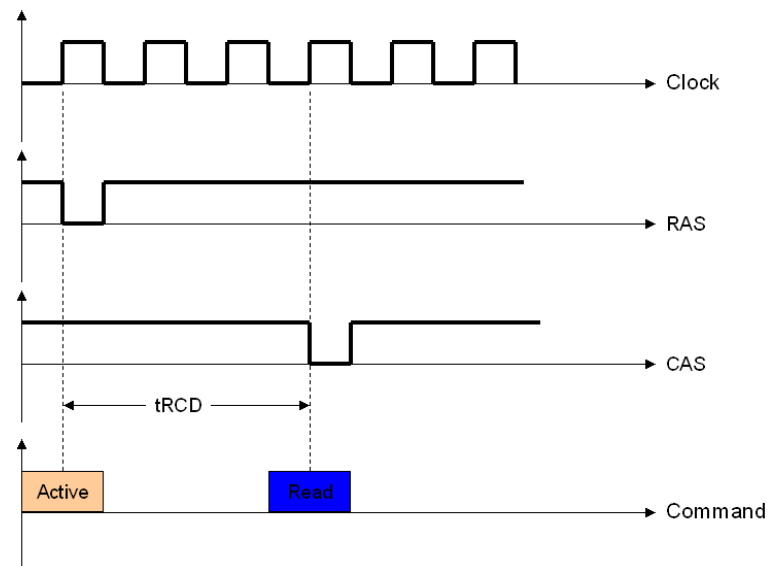 Clock
RAS
CAS
tRCD
Active
Read
Command